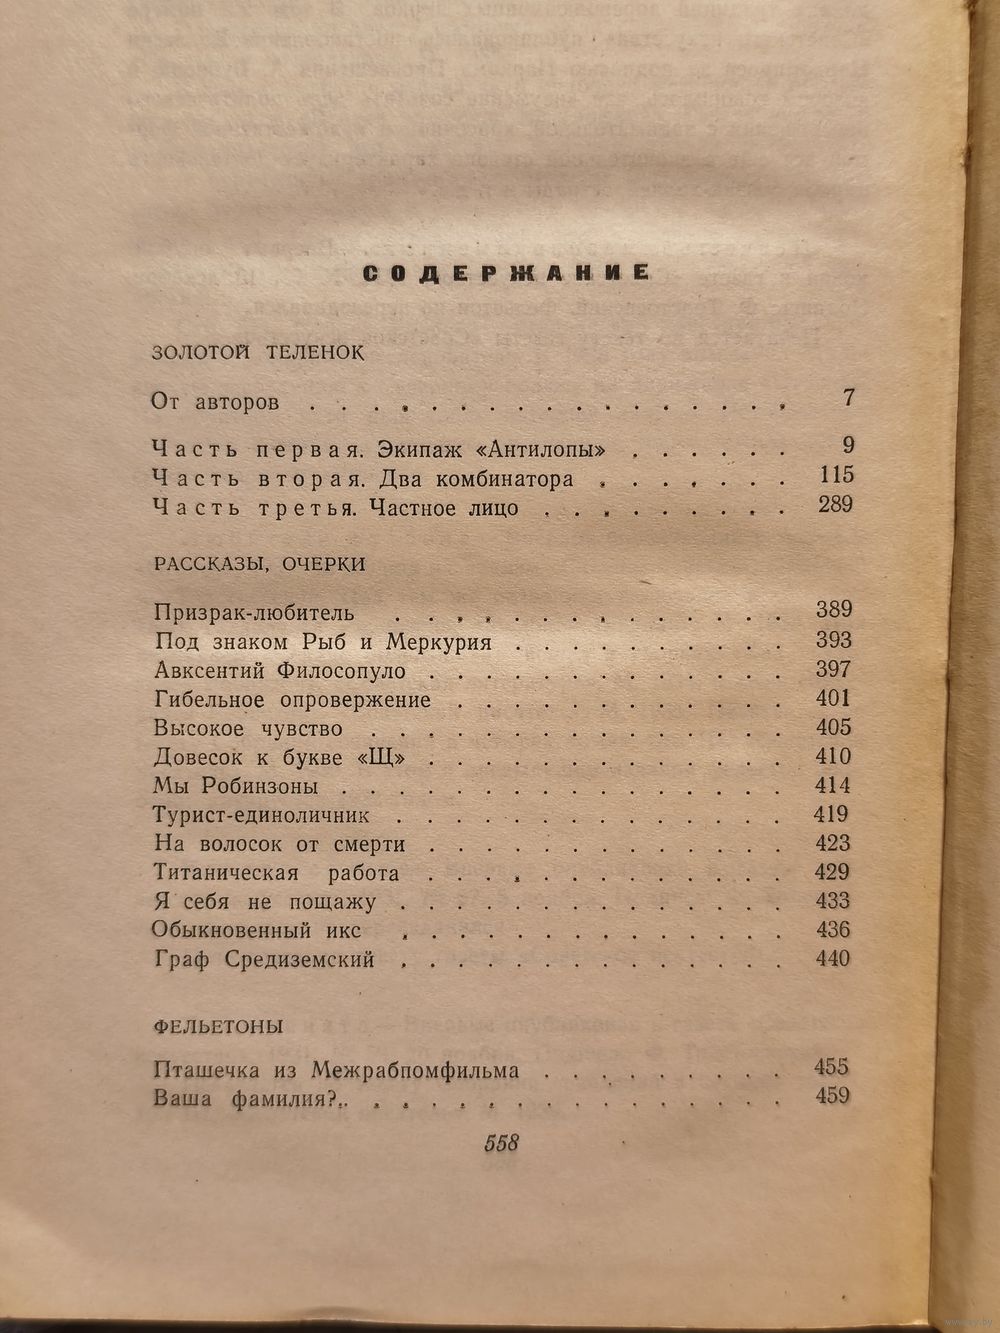 СОДЕРЖАНИЕ
ЗОЛОТОЙ ТЕЛЕНОК
От авторов . . . . . . . . . . . . . . . . . 7
Часть первая. Экипаж «Антилопы» . . . . . . 9
Часть вторая. Два комбинатора . . . . . . . 115
Часть третья. Частное лицо . . . . . . . . . 289
РАССКАЗЫ, ОЧЕРКИ
Призрак-любитель . . . . . . . . . . . . . . 389
Под знаком Рыб и Меркурия . . . . . . . . . . 393
Авксентий Филосопуло . . . . . . . . . . . . . 397
Гибельное опровержение . . . . . . . . . . . . 401
Высокое чувство . . . . . . . . . . . . . . . 405
Довесок к букве «Щ» . . . . . . . . . . . . . 410
Мы Робинзоны . . . . . . . . . . . . . . . . 414
Турист-единоличник . . . . . . . . . . . . . . 419
На волосок от смерти . . . . . . . . . . . . . 423
Титаническая работа . . . . . . . . . . . . . 429
Я себя не пощажу . . . . . . . . . . . . . . 433
Обыкновенный икс . . . . . . . . . . . . . . 436
Граф Средиземский . . . . . . . . . . . . . . 440
ФЕЛЬЕТОНЫ
Пташечка из Межрабпомфильма . . . . . . . . . 455
Ваша фамилия?.. . . . . . . . . . . . . . . . 459
558